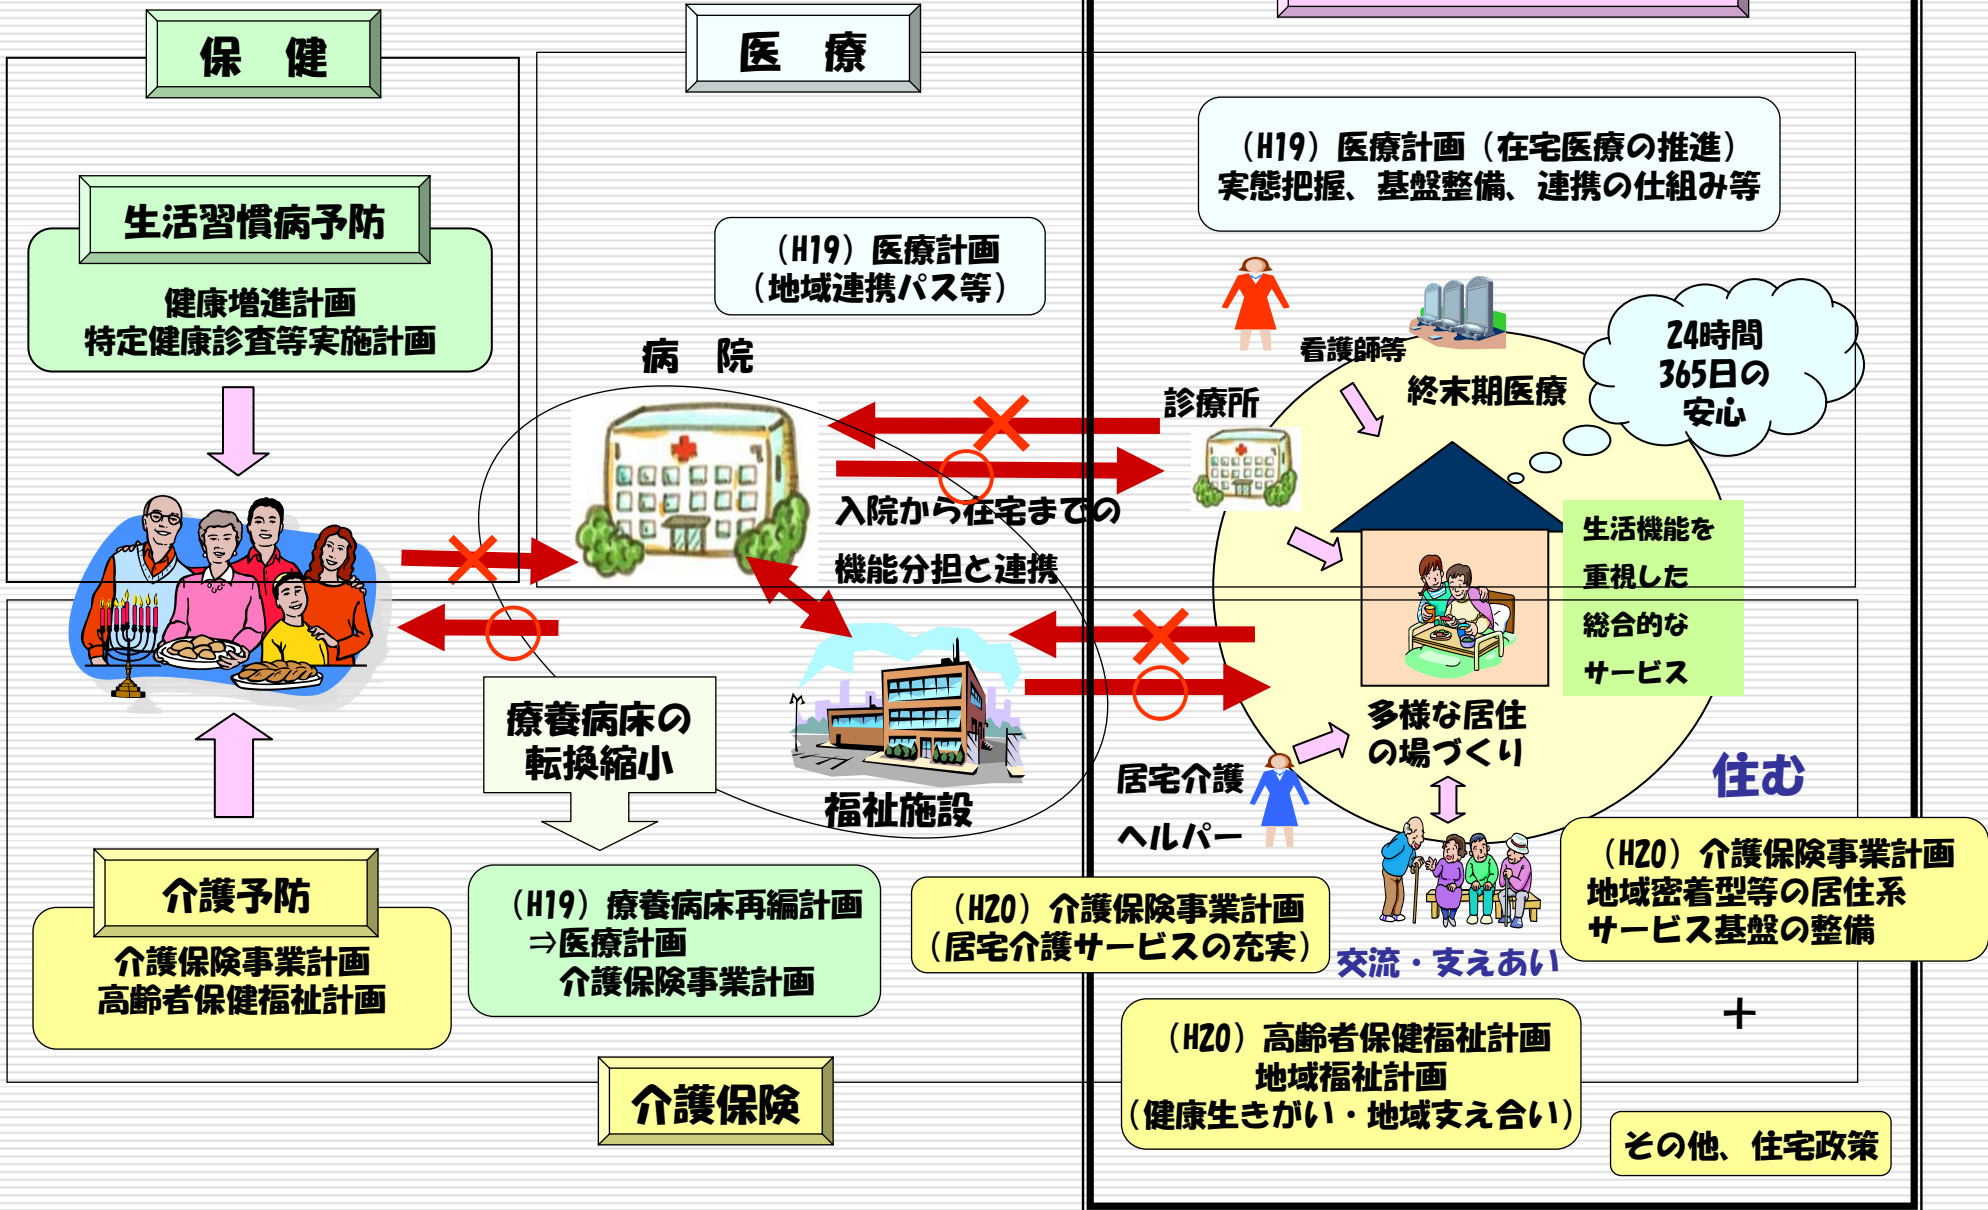 保　健
医　療
生活習慣病予防
健康増進計画
特定健康診査等実施計画
(H19) 医療計画
(地域連携パス等)
(H19) 医療計画 (在宅医療の推進)
実態把握、基盤整備、連携の仕組み等
病　院
看護師等
終末期医療
24時間
365日の
安心
診療所
入院から在宅までの
機能分担と連携
生活機能を
重視した
総合的な
サービス
療養病床の
転換縮小
福祉施設
多様な居住
の場づくり
居宅介護
ヘルパー
住む
介護予防
介護保険事業計画
高齢者保健福祉計画
(H19) 療養病床再編計画
⇒医療計画
介護保険事業計画
(H20) 介護保険事業計画
(居宅介護サービスの充実)
交流・支えあい
(H20) 介護保険事業計画
地域密着型等の居住系
サービス基盤の整備
+
(H20) 高齢者保健福祉計画
地域福祉計画
(健康生きがい・地域支え合い)
介護保険
その他、住宅政策